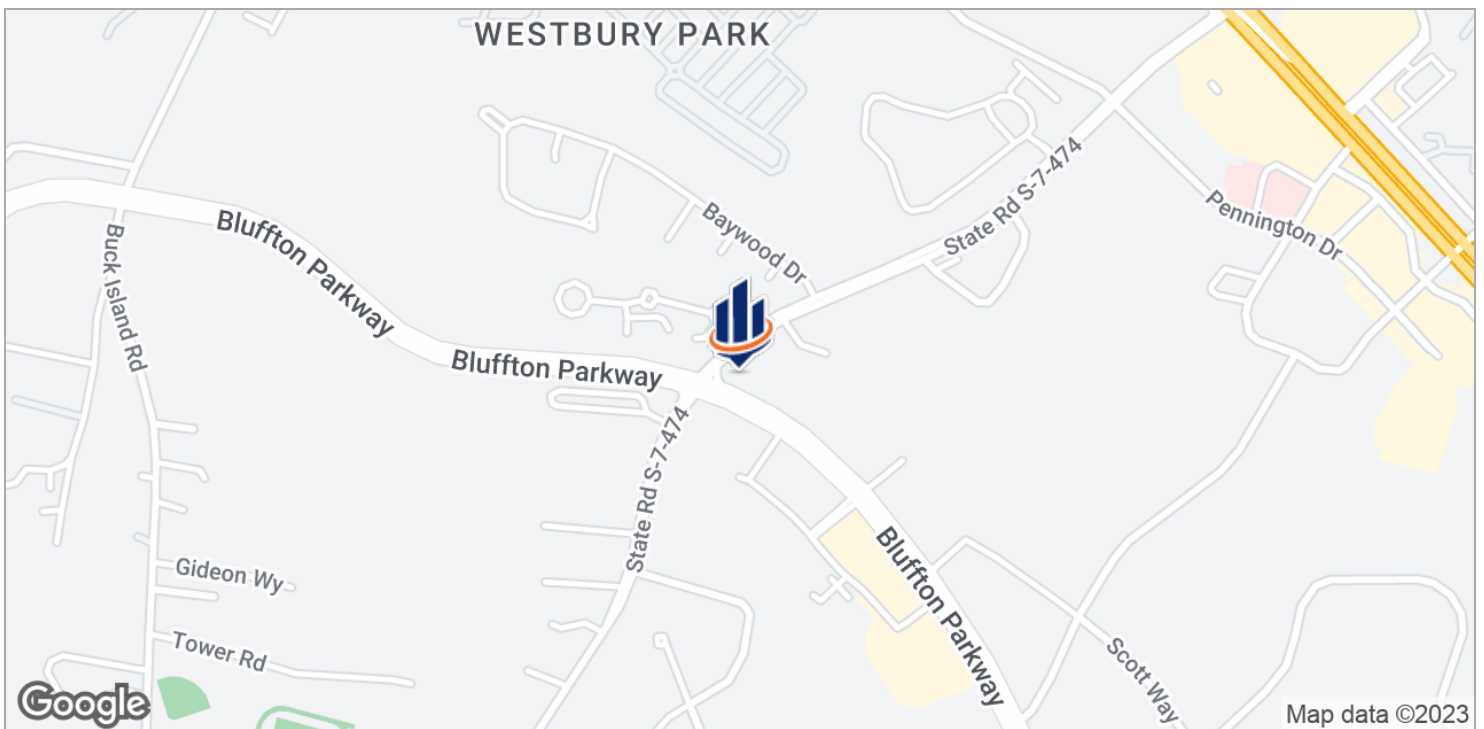 WESTBURY PARK
State Rd S-7-474
Pennington Dr
Baywood Dr
Bluffton Parkway
Buck Island Rd
Bluffton Parkway
State Rd S-7-474
Bluffton Parkway
Gideon Wy
Tower Rd
Scott Way
Google
Map data ©2023